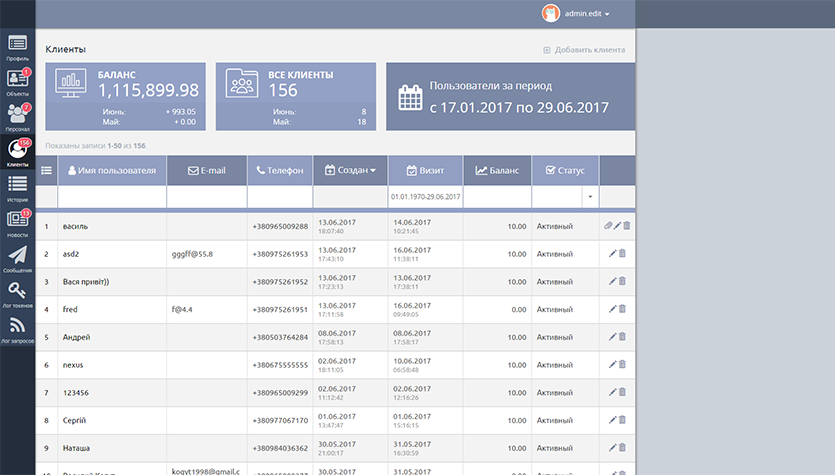 admin.edit
Клиенты
Добавить клиента
Профиль
1
Объекты
7
Персонал
156
Клиенты
История
13
Новости
Сообщения
Лог токенов
Лог запросов
БАЛАНС
1,115,899.98
Июнь: + 993.05
Май: + 0.00
ВСЕ КЛИЕНТЫ
156
Июнь: 8
Май: 18
Пользователи за период
с 17.01.2017 по 29.06.2017
Показаны записи 1-50 из 156.
Имя пользователя E-mail Телефон Создан Визит Баланс Статус
01.01.1970-29.06.2017
1 василь +380965009288 13.06.2017 18:07:40 14.06.2017 10:21:45 10.00 Активный
2 asd2 gggff@55.8 +380975261953 13.06.2017 17:43:10 16.06.2017 11:38:11 10.00 Активный
3 Вася привіт)) +380975261952 13.06.2017 17:23:13 13.06.2017 17:38:11 10.00 Активный
4 fred f@4.4 +380975261951 13.06.2017 17:11:58 16.06.2017 09:49:05 0.00 Активный
5 Андрей +380503764284 08.06.2017 17:58:13 08.06.2017 17:58:17 10.00 Активный
6 nexus +380675555555 02.06.2017 18:11:05 10.06.2017 06:58:48 10.00 Активный
7 123456 +380965009299 02.06.2017 11:12:42 02.06.2017 12:16:26 10.00 Активный
8 Сергій +380977067170 01.06.2017 13:47:47 01.06.2017 15:16:15 10.00 Активный
9 Наташа +380984036362 30.05.2017 21:00:17 31.05.2017 16:30:59 10.00 Активный
kogyt1998@gmail.c 30.05.2017 31.05.2017